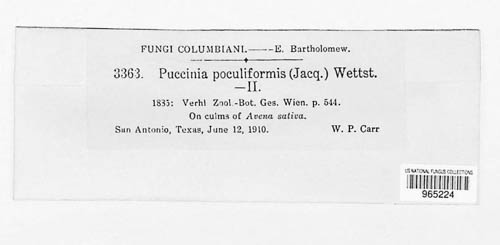 FUNGI COLUMBIANI.——E. Bartholomew.
3363. Puccinia poculiformis (Jacq.) Wettst.
—II.
1835: Verhl Zool.-Bot. Ges. Wien. p. 544.
On culms of Avena sativa.
San Antonio, Texas, June 12, 1910. W. P. Carr
US NATIONAL FUNGUS COLLECTIONS
965224